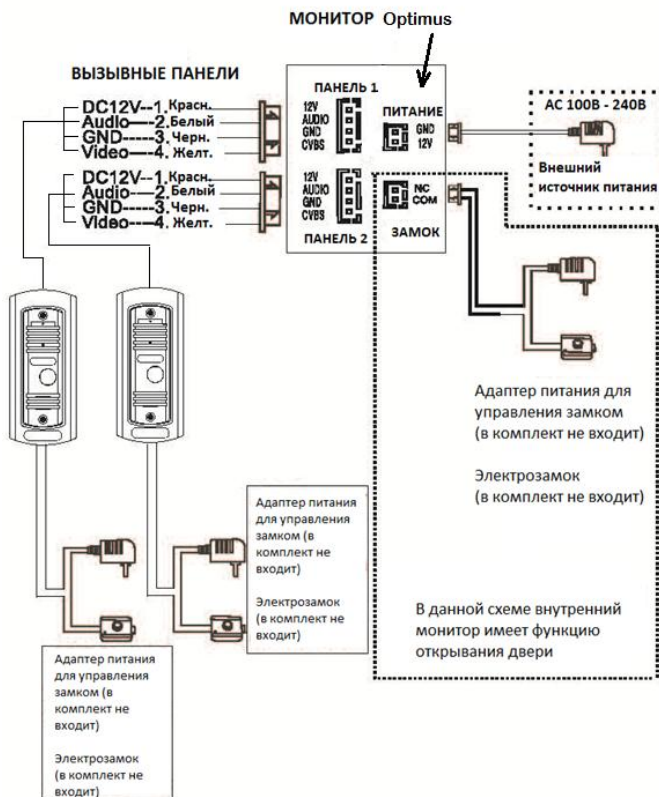 МОНИТОР Optimus
ВЫЗЫВНЫЕ ПАНЕЛИ
DC12V--1. Красн.
Audio---2. Белый
GND-----3. Черн.
Video---4. Желт.
DC12V--1. Красн.
Audio---2. Белый
GND-----3. Черн.
Video---4. Желт.
ПАНЕЛЬ 1
12V
AUDIO
GND
CVBS
ПИТАНИЕ
GND
12V
12V
AUDIO
GND
CVBS
ПАНЕЛЬ 2
NC
COM
ЗАМОК
AC 100В - 240В
Внешний
источник питания
Адаптер питания для
управления замком
(в комплект не входит)
Электрозамок
(в комплект не входит)
В данной схеме внутренний
монитор имеет функцию
открывания двери
Адаптер питания
для управления
замком (в
комплект не
входит)
Электрозамок
(в комплект не
входит)
Адаптер питания
для управления
замком (в
комплект не
входит)
Электрозамок
(в комплект не
входит)